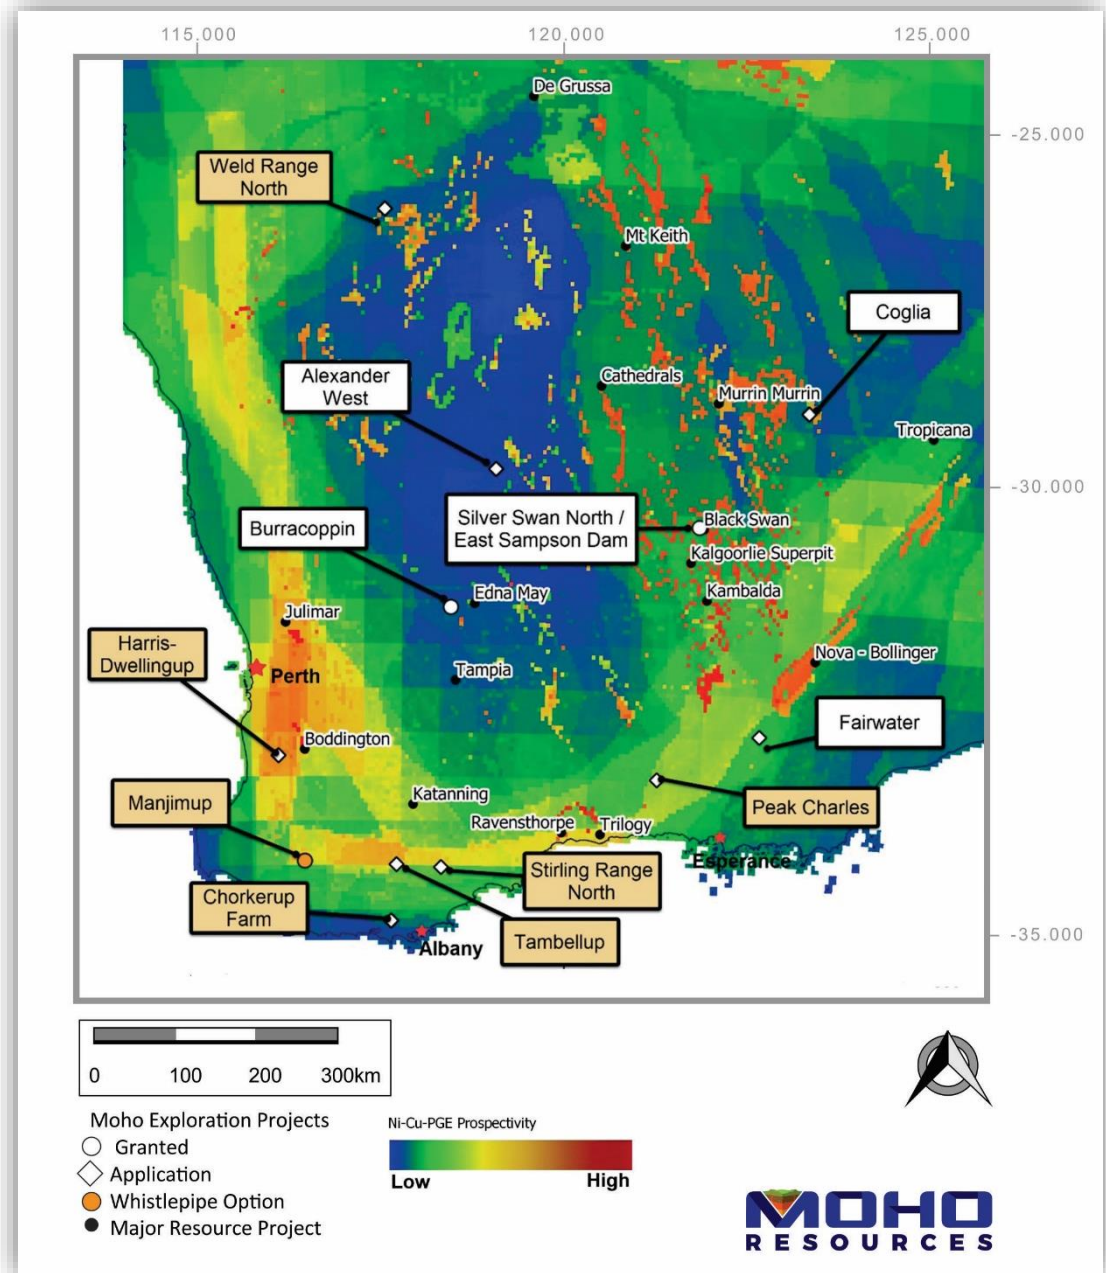 115.000
120.000
125.000
-25.000
-30.000
-35.000
De Grussa
Weld Range
North
Mt Keith
Coglia
Alexander
West
Cathedrals
Murrin Murrin
Tropicana
Silver Swan North /
East Sampson Dam
Black Swan
Burracoppin
Kalgoorlie Superpit
Edna May
Kambalda
Julimar
Harris-
Dwellingup
Nova - Bollinger
Perth
Tampia
Fairwater
Boddington
Manjimup
Katanning
Peak Charles
Ravensthorpe
Trilogy
Esperance
Stirling Range
North
Chorkerup
Farm
Tambellup
Albany
0 100 200 300km
Moho Exploration Projects
Granted
Application
Whistlepipe Option
Major Resource Project
Ni-Cu-PGE Prospectivity
Low High
MOHO
RESOURCES